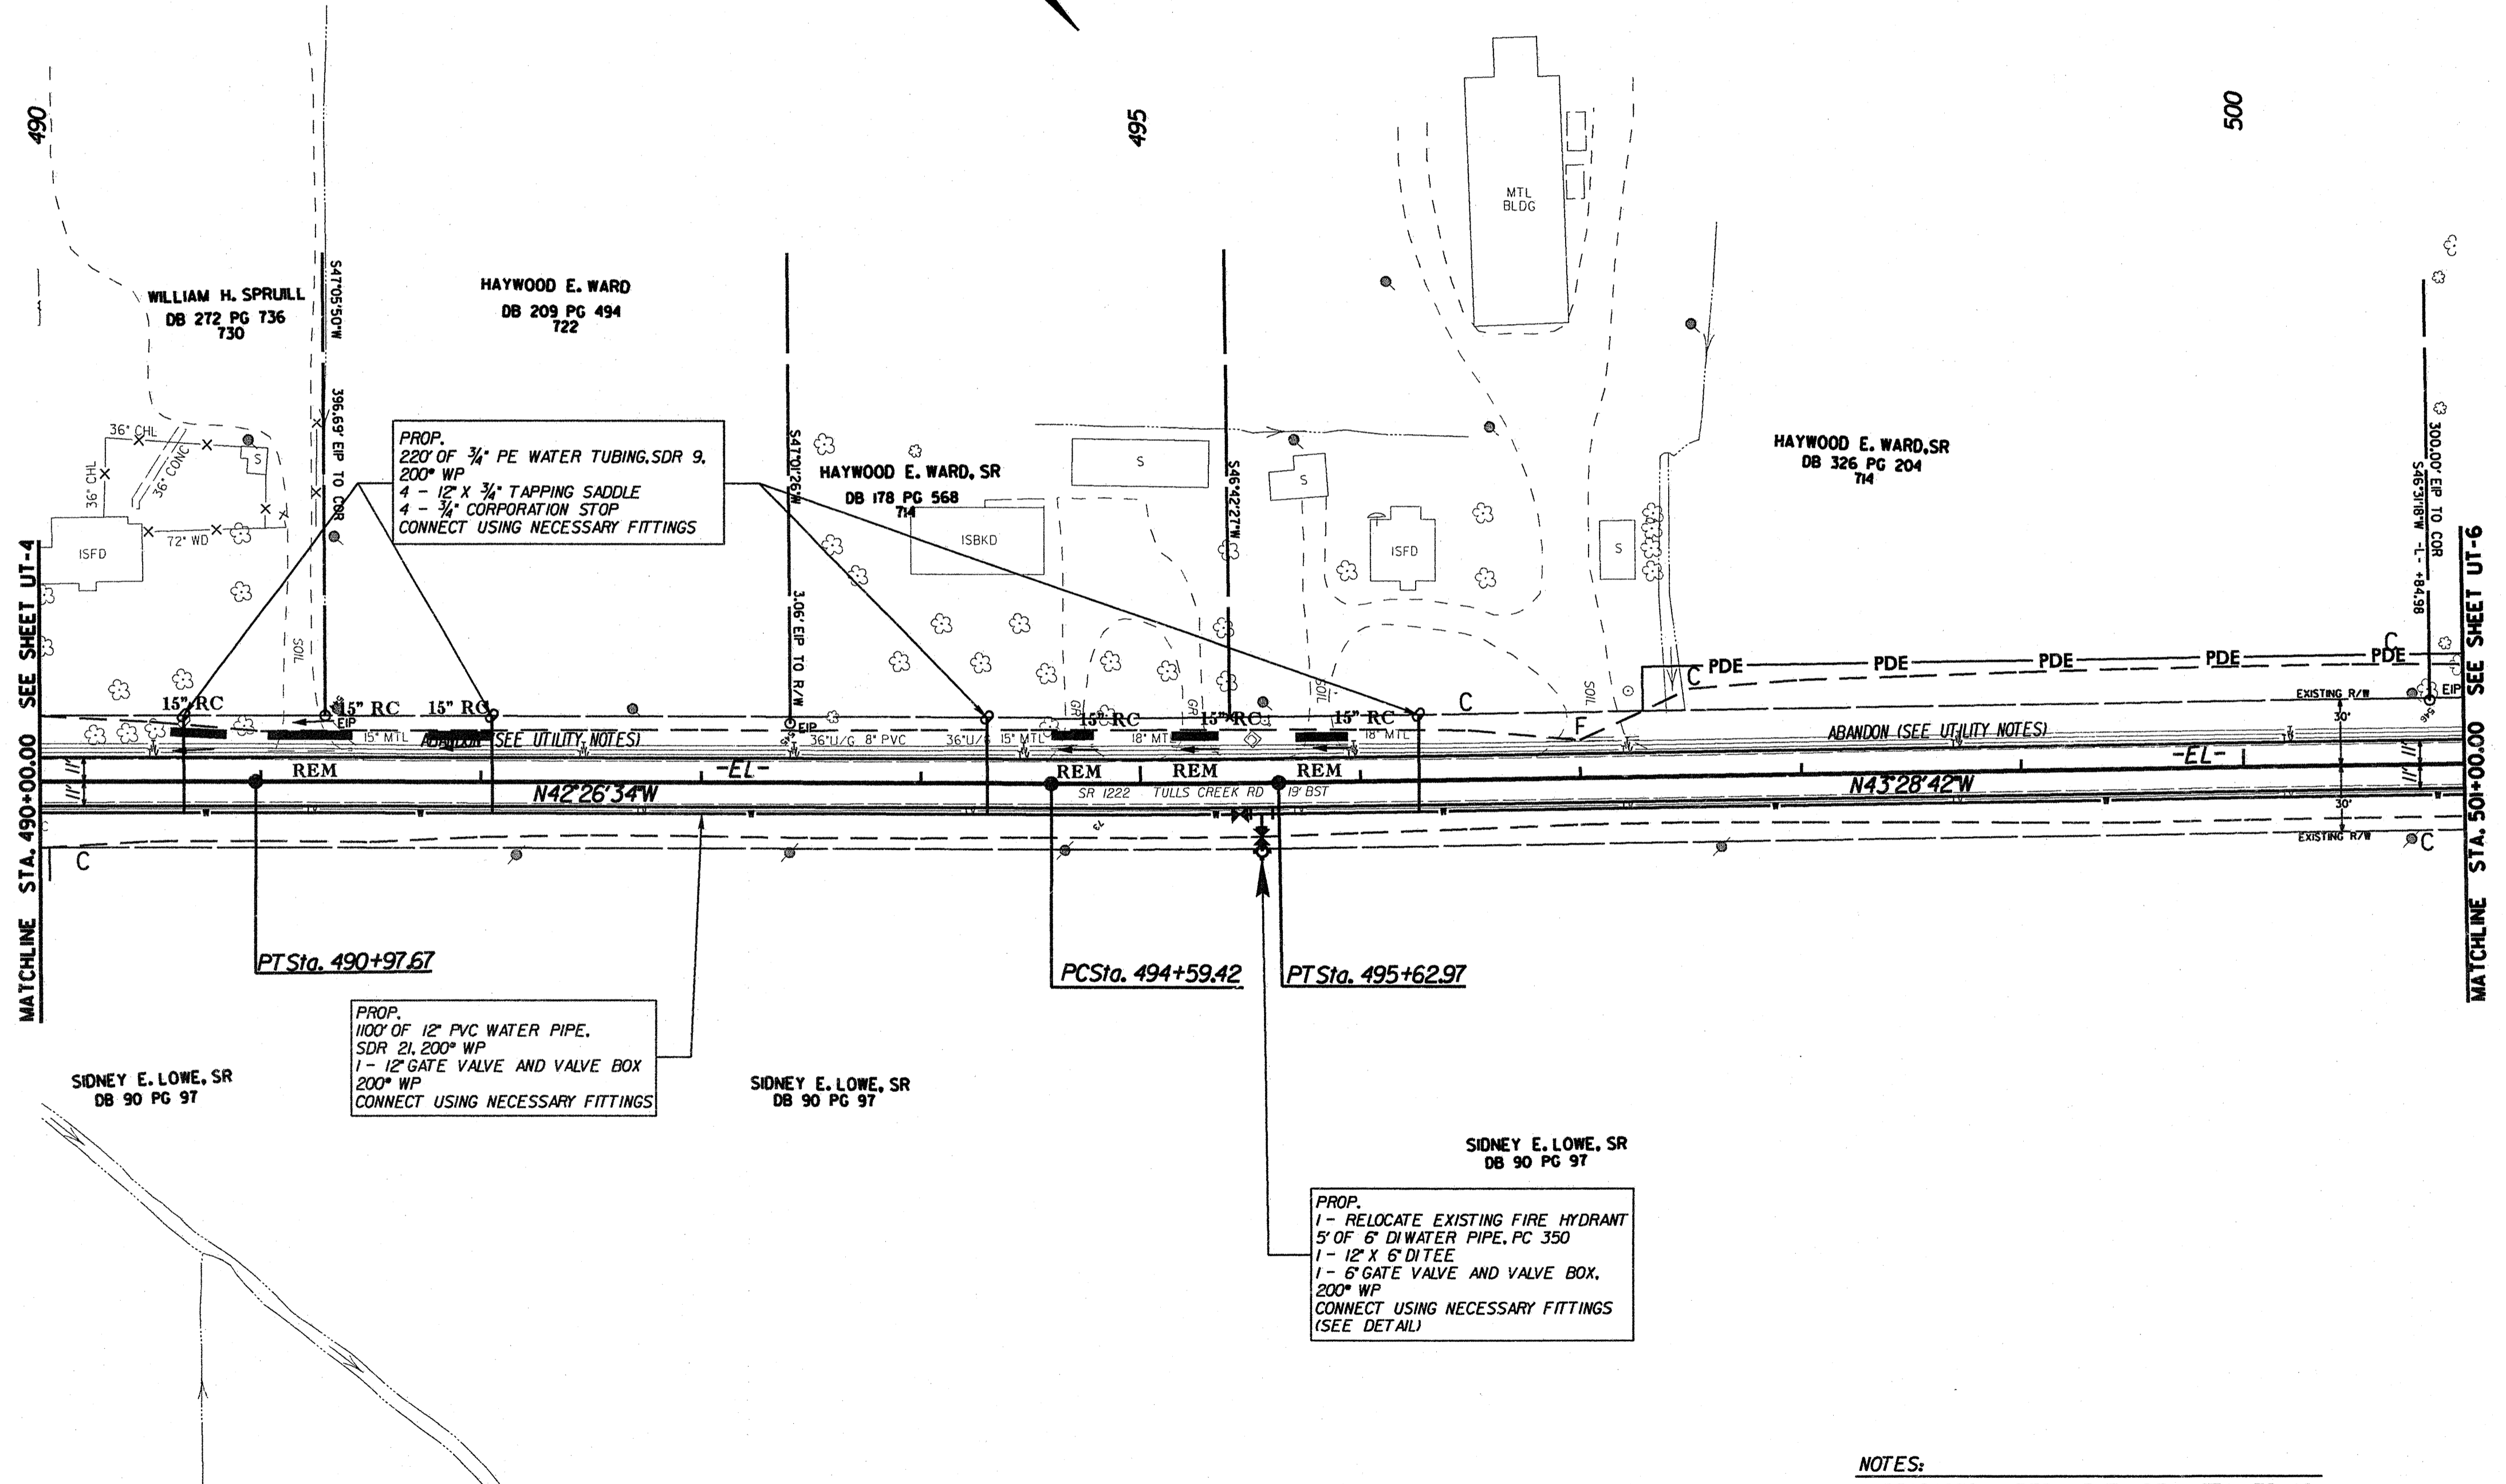 490
495
500
MTL
BLDG
WILLIAM H. SPRUILL
DB 272 PG 736
730
HAYWOOD E. WARD
DB 209 PG 494
722
S47°05'50"W
396.69' EIP TO COR
36" CHL
36" CHL
36" CONC
S
ISFD
72" WD
SOIL
PROP.
220' OF 3/4" PE WATER TUBING, SDR 9,
200# WP
4 - 12" X 3/4" TAPPING SADDLE
4 - 3/4" CORPORATION STOP
CONNECT USING NECESSARY FITTINGS
S47°01'26"W
3.06' EIP TO R/W
HAYWOOD E. WARD, SR
DB 178 PG 568
714
ISBKD
S
S46°42'27"W
S
ISFD
S
HAYWOOD E. WARD, SR
DB 326 PG 204
714
300.00' EIP TO COR
S46°31'18"W -L- +84.98
MATCHLINE STA. 490+00.00 SEE SHEET UT-4
MATCHLINE STA. 501+00.00 SEE SHEET UT-6
PDE PDE PDE PDE PDE
C
C
C
F
SOIL
SOIL
GR
GR
15" RC
15" RC
15" RC
15" RC
15" RC
15" RC
EIP
EIP
EIP
EXISTING R/W
30'
15" MTL
ABANDON (SEE UTILITY NOTES)
36" U/G 8" PVC
36" U/G
15" MTL
18" MTL
18" MTL
ABANDON (SEE UTILITY NOTES)
REM
-EL-
REM
REM
REM
-EL-
11' 11'
11' 11'
N42°26'34"W
SR 1222 TULLS CREEK RD 19' BST
N43°28'42"W
W W W W W W W W
73
30'
EXISTING R/W
C
C
PT Sta. 490+97.67
PC Sta. 494+59.42
PT Sta. 495+62.97
PROP.
1100' OF 12" PVC WATER PIPE,
SDR 21, 200# WP
1 - 12" GATE VALVE AND VALVE BOX
200# WP
CONNECT USING NECESSARY FITTINGS
SIDNEY E. LOWE, SR
DB 90 PG 97
SIDNEY E. LOWE, SR
DB 90 PG 97
SIDNEY E. LOWE, SR
DB 90 PG 97
PROP.
1 - RELOCATE EXISTING FIRE HYDRANT
5' OF 6" DI WATER PIPE, PC 350
1 - 12" X 6" DI TEE
1 - 6" GATE VALVE AND VALVE BOX,
200# WP
CONNECT USING NECESSARY FITTINGS
(SEE DETAIL)
NOTES: